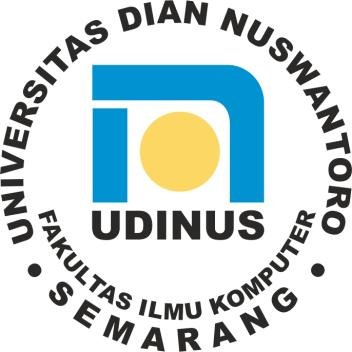 UNIVERSITAS DIAN NUSWANTORO
UDINUS
FAKULTAS ILMU KOMPUTER
• SEMARANG •